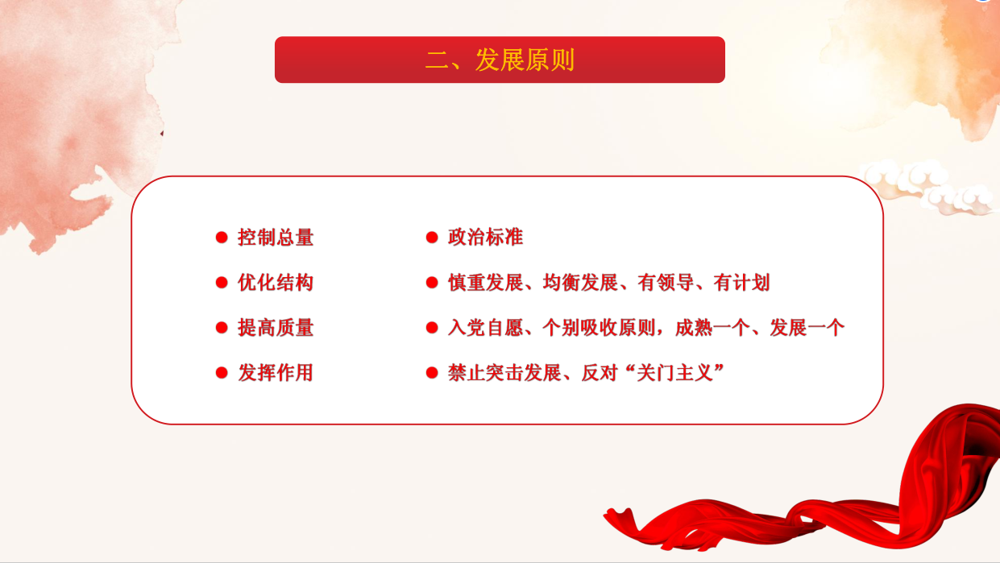 二、发展原则
控制总量
优化结构
提高质量
发挥作用
政治标准
慎重发展、均衡发展、有领导、有计划
入党自愿、个别吸收原则，成熟一个、发展一个
禁止突击发展、反对“关门主义”